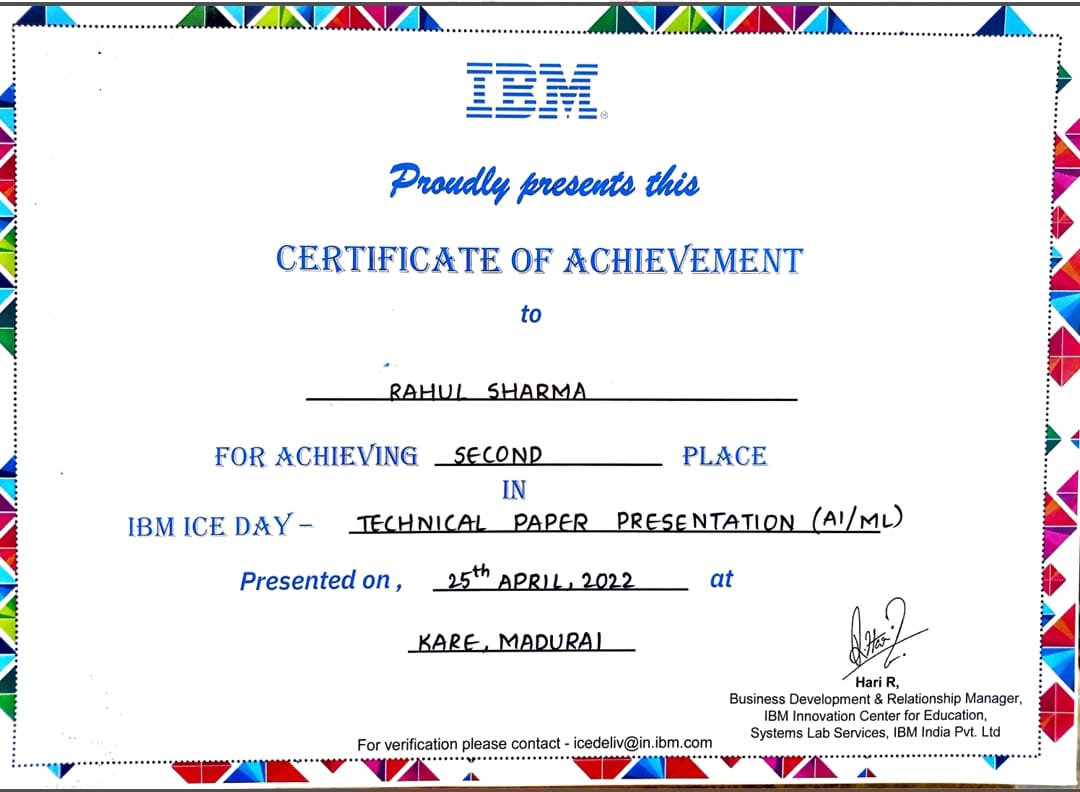 IBM®
Proudly presents this
CERTIFICATE OF ACHIEVEMENT
to
RAHUL SHARMA
FOR ACHIEVING SECOND PLACE
IN
IBM ICE DAY – TECHNICAL PAPER PRESENTATION (AI/ML)
Presented on, 25th APRIL, 2022 at
KARE, MADURAI
Hari R,
Business Development & Relationship Manager,
IBM Innovation Center for Education,
Systems Lab Services, IBM India Pvt. Ltd
For verification please contact - icedeliv@in.ibm.com